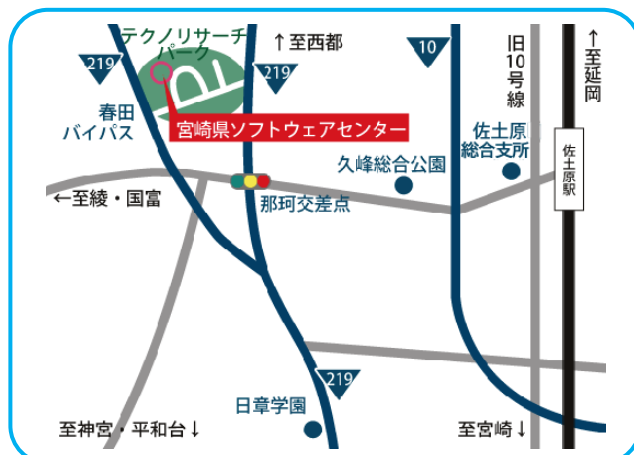 テクノリサーチ
パーク
219
↑至西都
219
10
旧10号線
↑至延岡
春田
バイパス
宮崎県ソフトウェアセンター
佐土原
総合支所
久峰総合公園
佐土原駅
←至綾・国富
那珂交差点
219
日章学園
至神宮・平和台↓
至宮崎↓